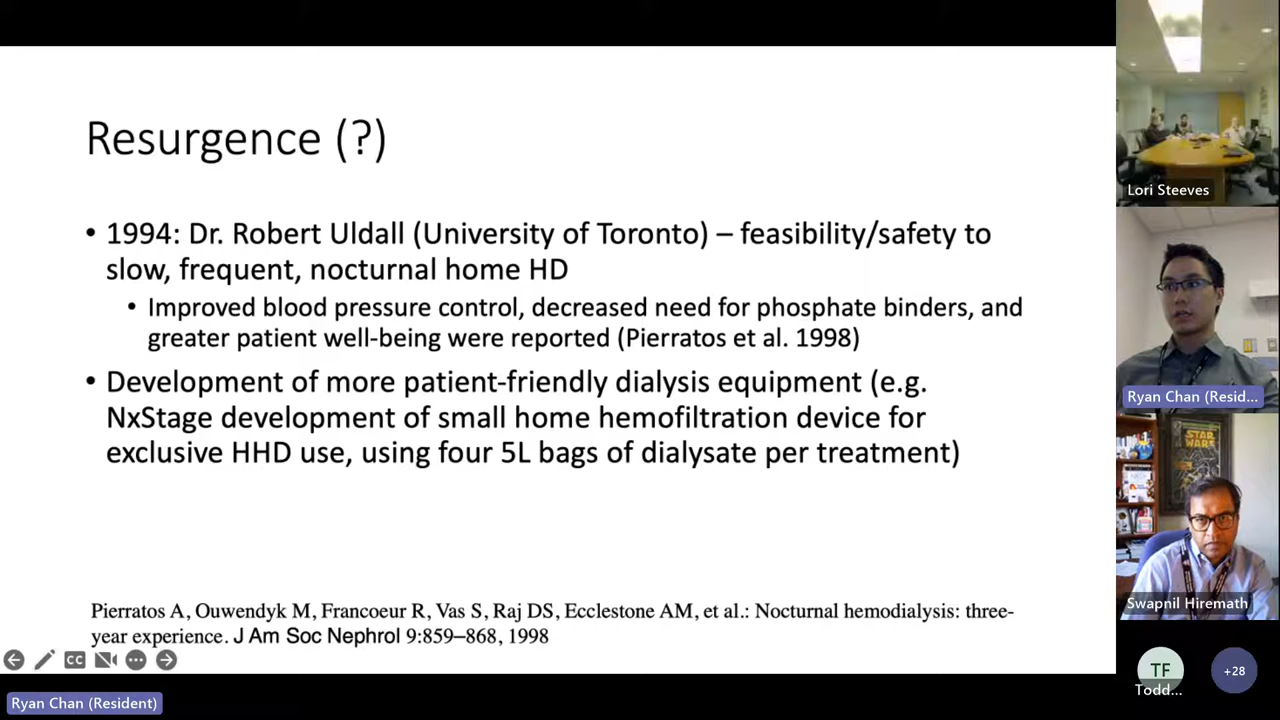 Resurgence (?)
• 1994: Dr. Robert Uldall (University of Toronto) – feasibility/safety to
slow, frequent, nocturnal home HD
• Improved blood pressure control, decreased need for phosphate binders, and
greater patient well-being were reported (Pierratos et al. 1998)
• Development of more patient-friendly dialysis equipment (e.g.
NxStage development of small home hemofiltration device for
exclusive HHD use, using four 5L bags of dialysate per treatment)
Pierratos A, Ouwendyk M, Francoeur R, Vas S, Raj DS, Ecclestone AM, et al.: Nocturnal hemodialysis: three-
year experience. J Am Soc Nephrol 9:859–868, 1998
CC
Ryan Chan (Resident)
Lori Steeves
Ryan Chan (Resid...
STAR
WARS
Swapnil Hiremath
TF
Todd...
+28